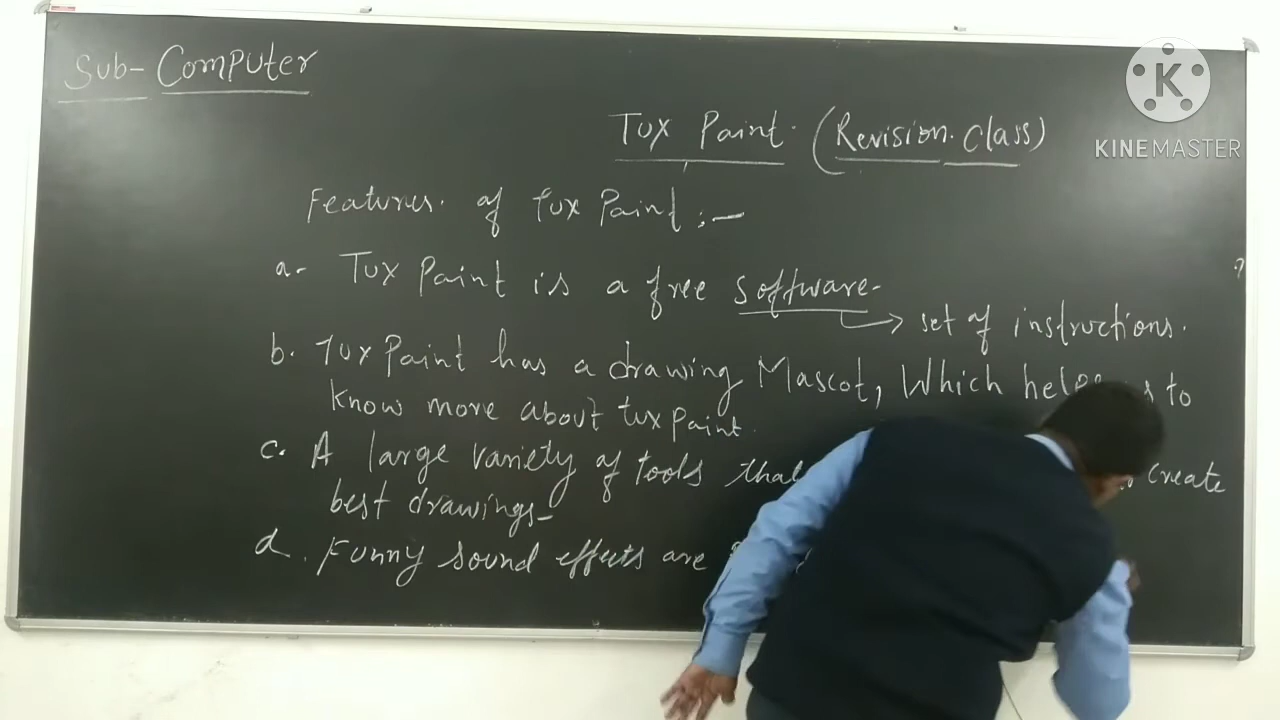 Sub- Computer
Tux Paint. (Revision. Class)
K
KINEMASTER
Features. of Tux Paint :-
a- Tux Paint is a free software-
→ set of instructions.
b. Tux Paint has a drawing Mascot, Which to
know more about tux paint.
c. A large variety of tools create
best drawings-
d. Funny sound effects are